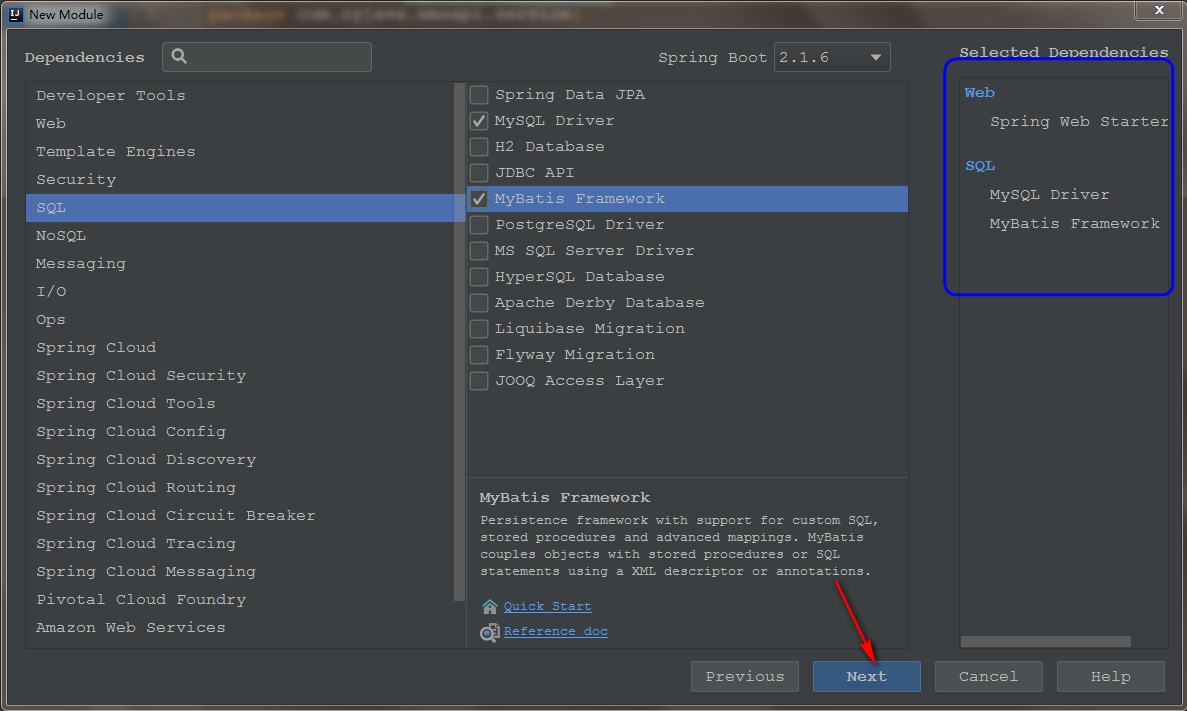 New Module
package com.zyjava.smsapi.service;
x
Dependencies
Spring Boot 2.1.6
Selected Dependencies
Developer Tools
Web
Template Engines
Security
SQL
NoSQL
Messaging
I/O
Ops
Spring Cloud
Spring Cloud Security
Spring Cloud Tools
Spring Cloud Config
Spring Cloud Discovery
Spring Cloud Routing
Spring Cloud Circuit Breaker
Spring Cloud Tracing
Spring Cloud Messaging
Pivotal Cloud Foundry
Amazon Web Services
Spring Data JPA
MySQL Driver
H2 Database
JDBC API
MyBatis Framework
PostgreSQL Driver
MS SQL Server Driver
HyperSQL Database
Apache Derby Database
Liquibase Migration
Flyway Migration
JOOQ Access Layer
MyBatis Framework
Persistence framework with support for custom SQL,
stored procedures and advanced mappings. MyBatis
couples objects with stored procedures or SQL
statements using a XML descriptor or annotations.
Quick Start
Reference doc
Web
Spring Web Starter
SQL
MySQL Driver
MyBatis Framework
Previous
Next
Cancel
Help